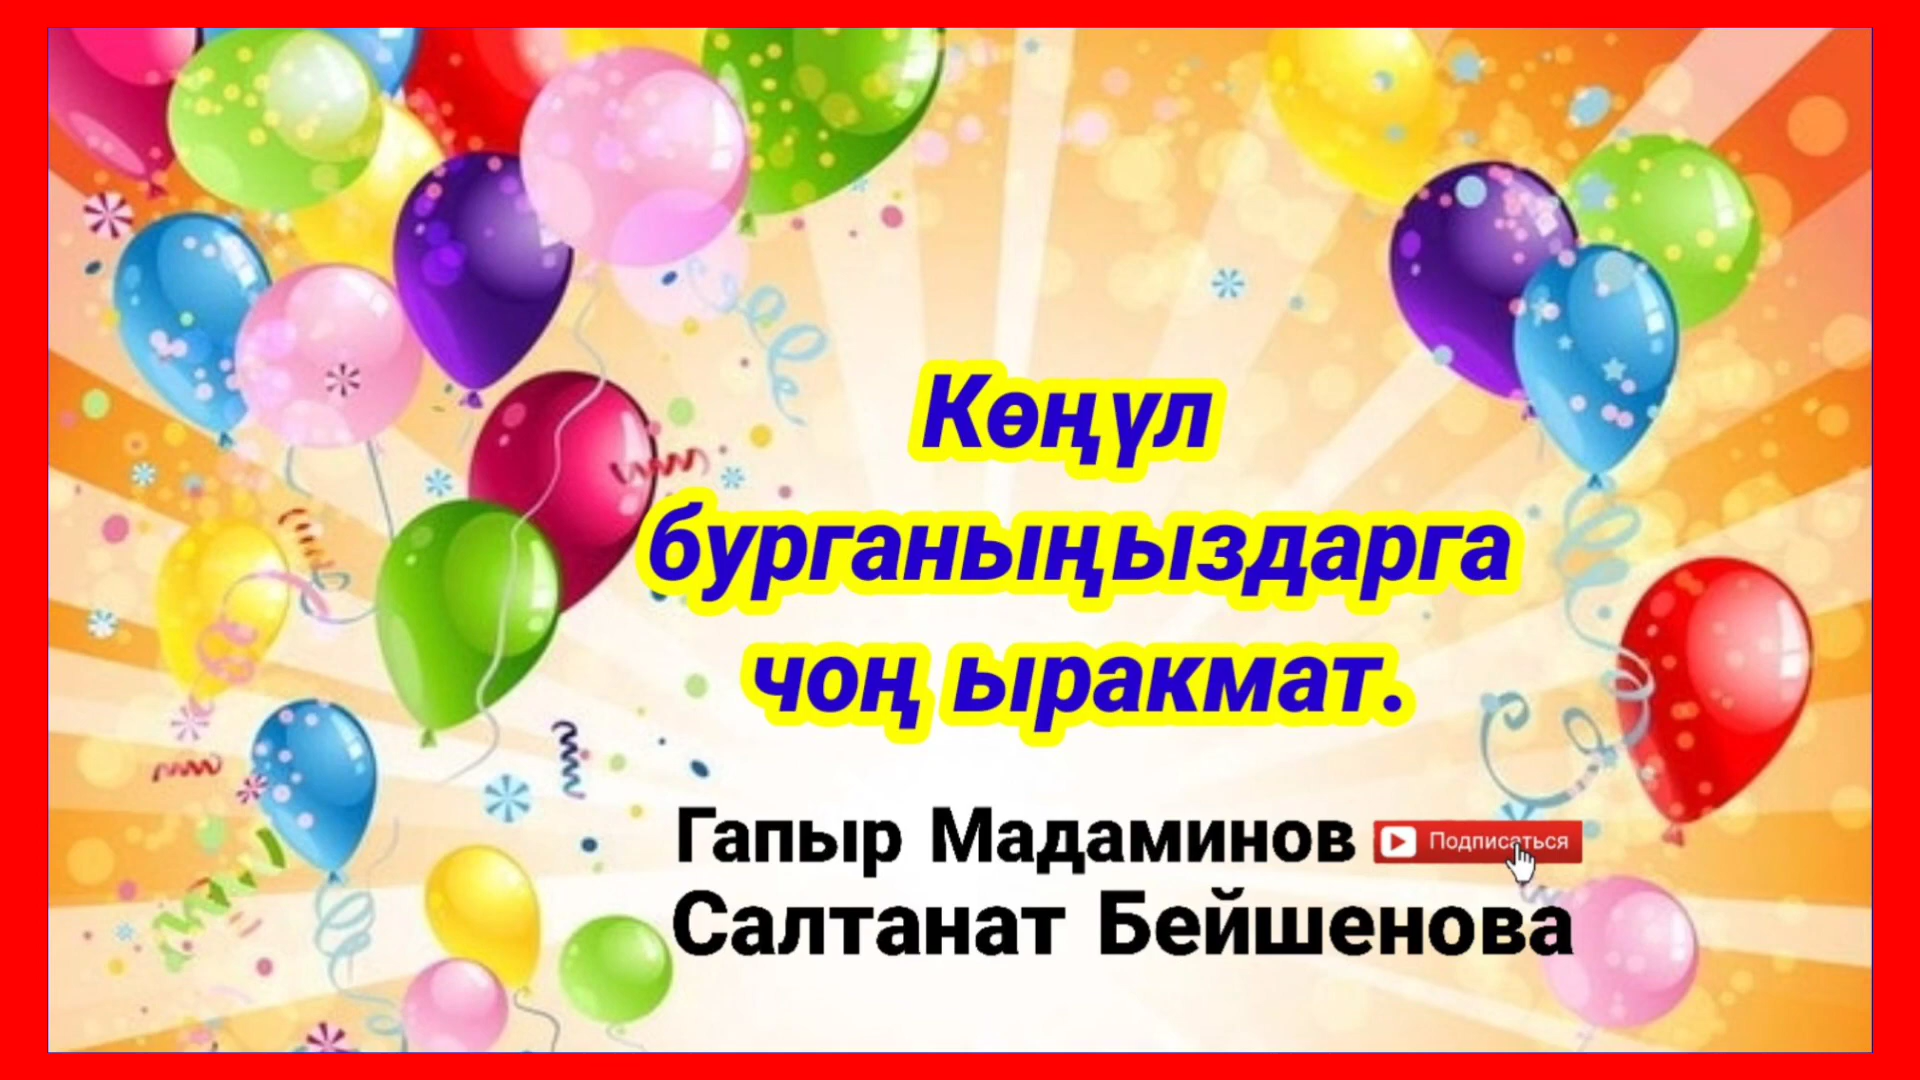 Көңүл
бурганыңыздарга
чоң ыракмат.
Гапыр Мадаминов
Подписаться
Салтанат Бейшенова